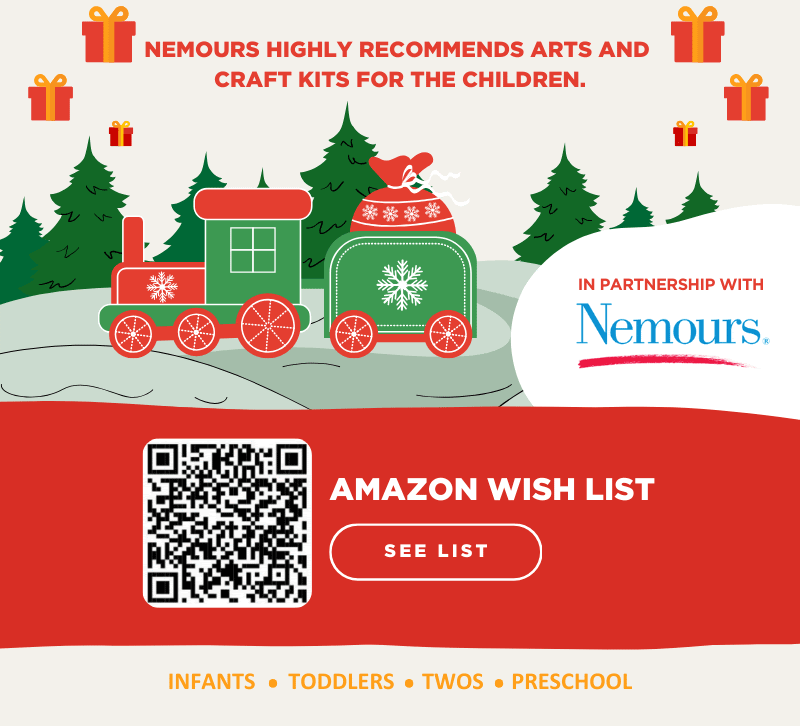 NEMOURS HIGHLY RECOMMENDS ARTS AND
CRAFT KITS FOR THE CHILDREN.
IN PARTNERSHIP WITH
Nemours®
AMAZON WISH LIST
SEE LIST
INFANTS • TODDLERS • TWOS • PRESCHOOL